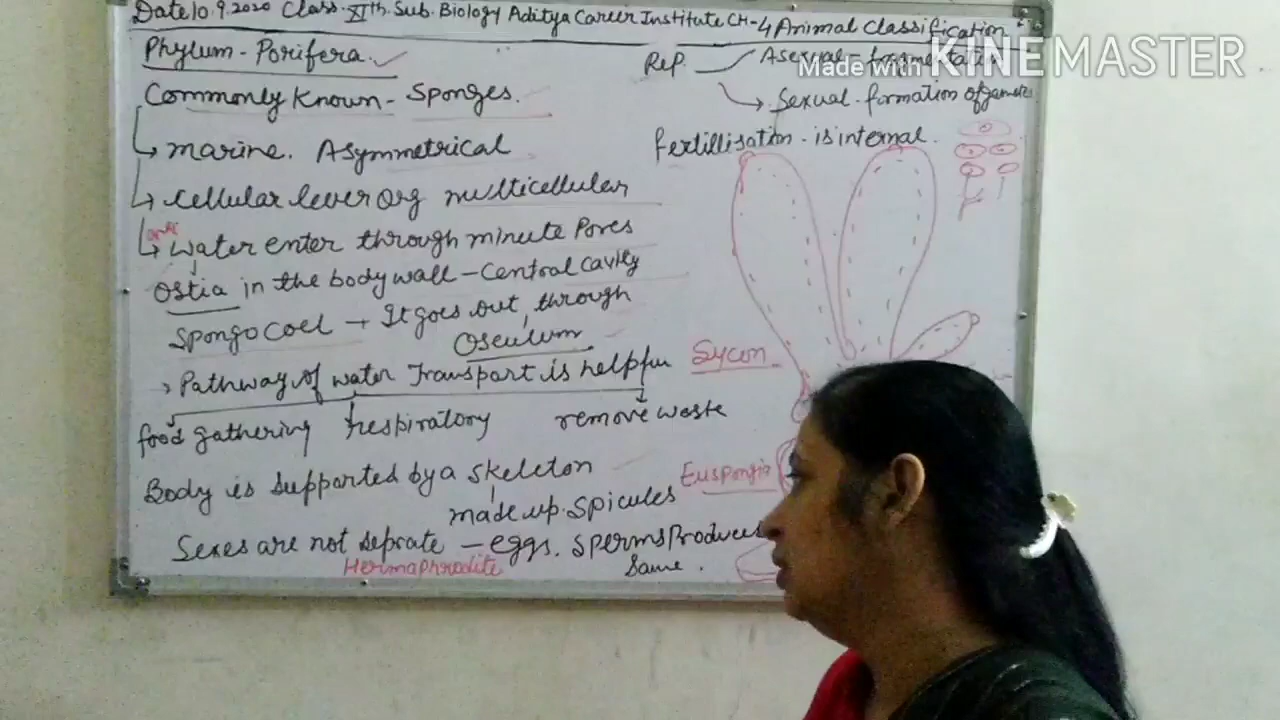 Date 10.9.2020 Class-XIth. Sub. Biology Aditya Career Institute CH-4 Animal Classification
Phylum - Porifera.
Commonly Known - Sponges.
marine. Asymmetrical
Cellular lever org multicellular
Water enter through minute Pores
Ostia in the body wall - Central cavity
Spongocoel → It goes out, through
Osculum
Pathway of water Transport is helpful
food gathering respiratory remove waste
Body is supported by a skeleton
made up. Spicules
Sexes are not seprate - eggs. Sperms Produces
Hermaphrodite
Same.
Rep.
Asexual -
Sexual - formation of
fertillisation - is internal.
Sycon
Euspongia
Made with KINEMASTER